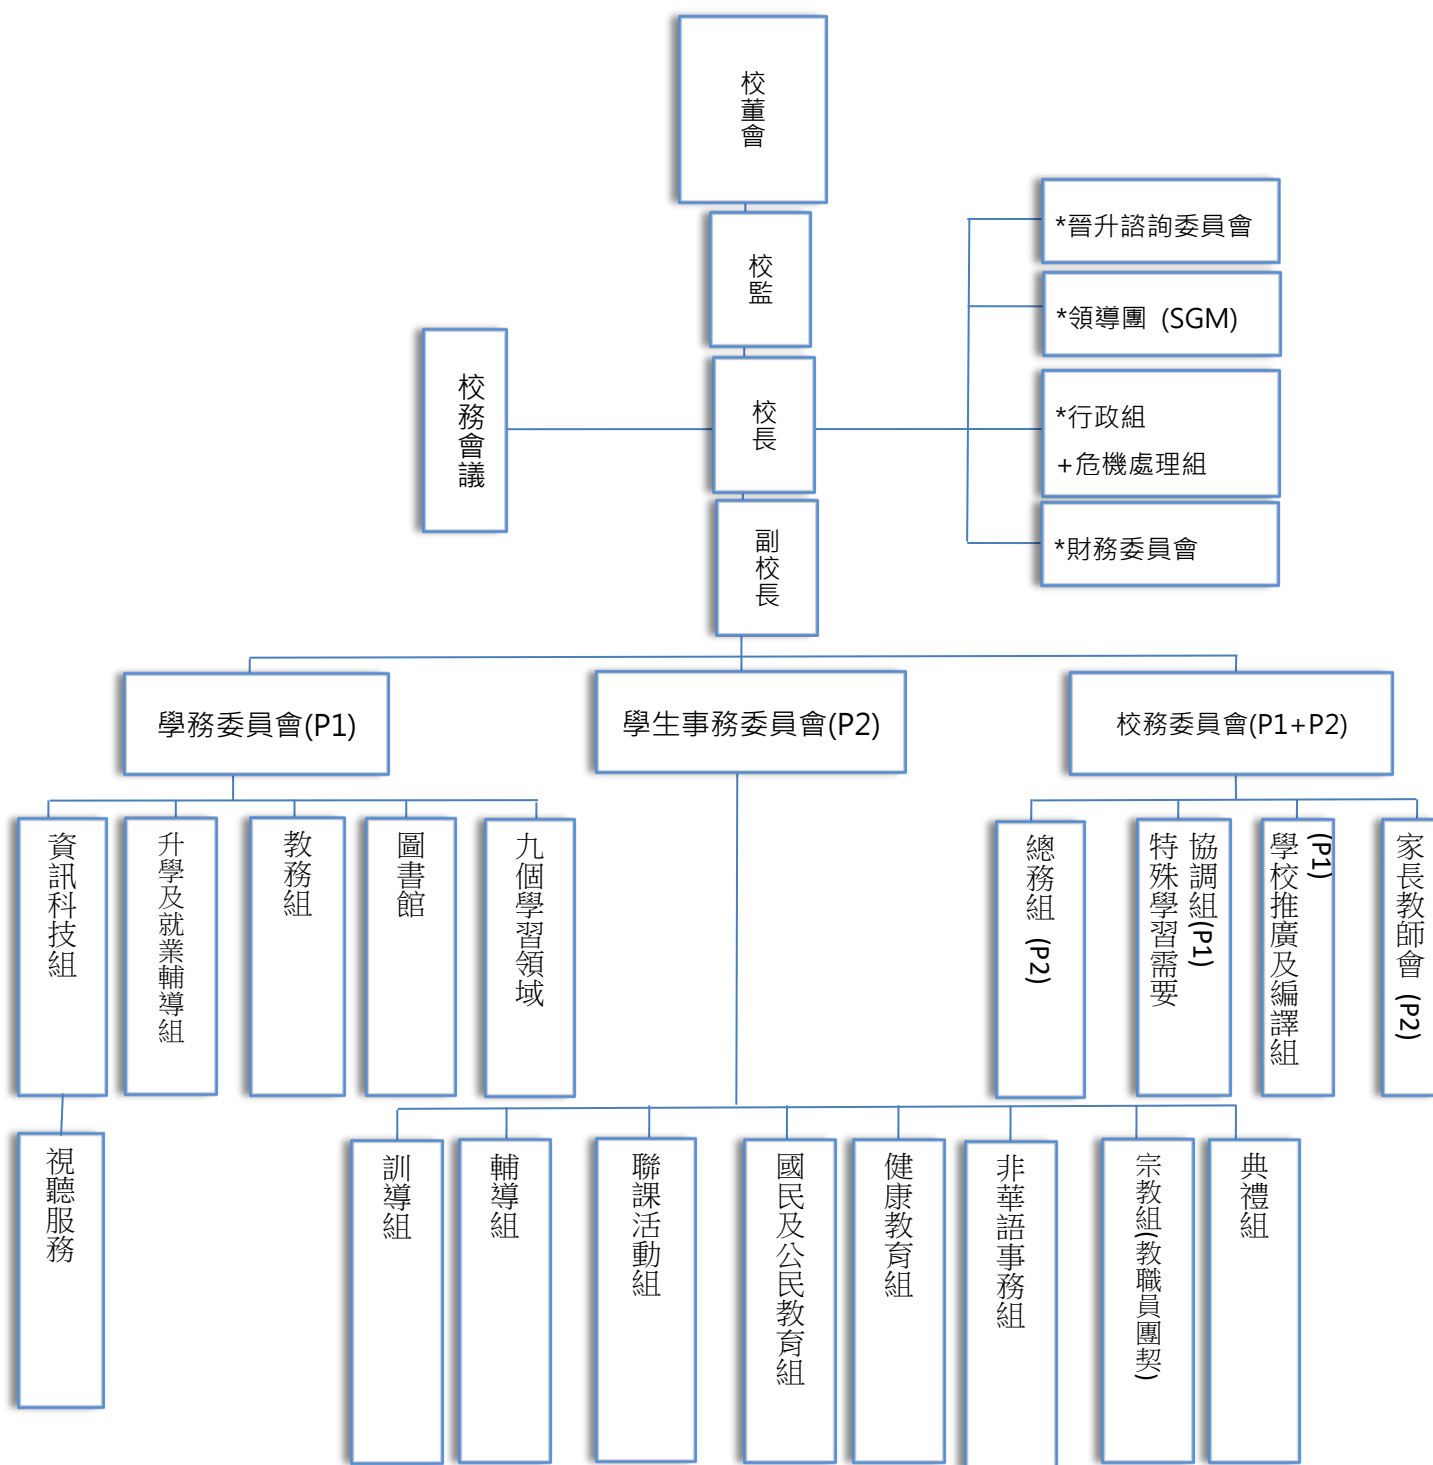 校董會
校監
*晉升諮詢委員會
*領導團 (SGM)
校務會議
校長
*行政組
+危機處理組
副校長
*財務委員會
學務委員會(P1)
學生事務委員會(P2)
校務委員會(P1+P2)
資訊科技組
升學及就業輔導組
教務組
圖書館
九個學習領域
總務組 (P2)
特殊學習需要
協調組(P1)
學校推廣及編譯組
(P1)
家長教師會 (P2)
視聽服務
訓導組
輔導組
聯課活動組
國民及公民教育組
健康教育組
非華語事務組
宗教組(教職員團契)
典禮組